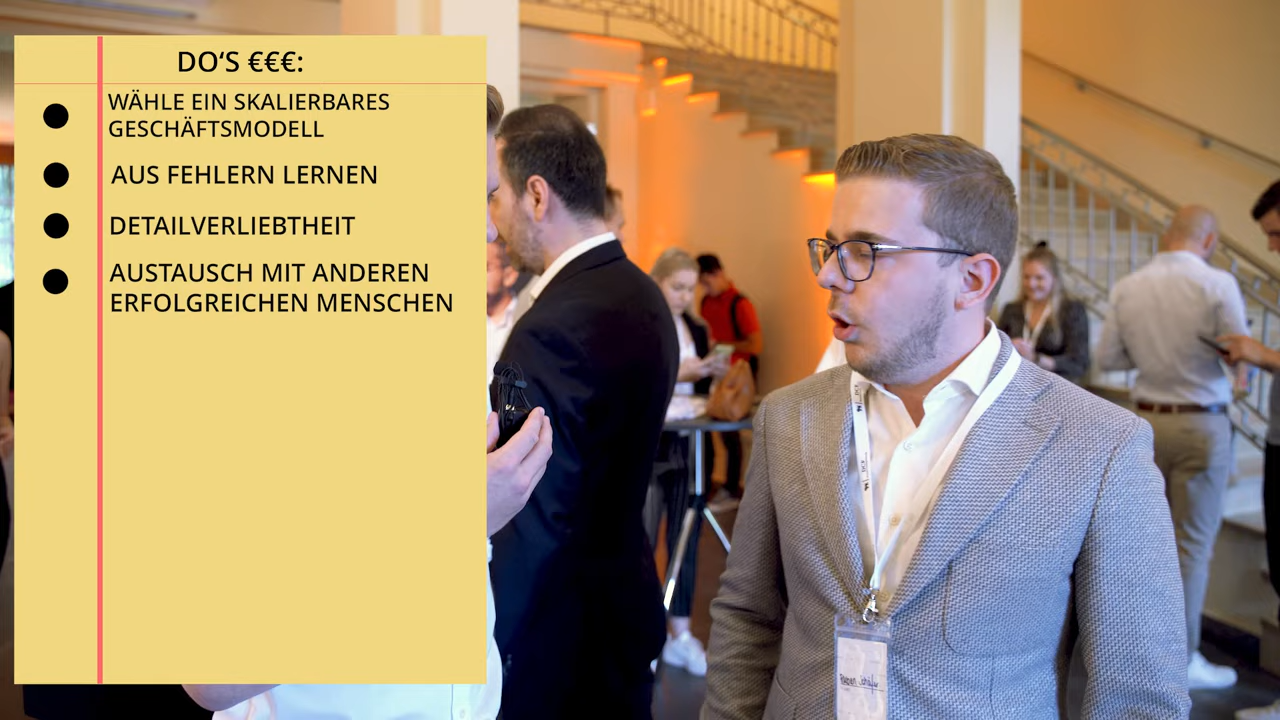 DO‘S €€€:
WÄHLE EIN SKALIERBARES
GESCHÄFTSMODELL
AUS FEHLERN LERNEN
DETAILVERLIEBTHEIT
AUSTAUSCH MIT ANDEREN
ERFOLGREICHEN MENSCHEN